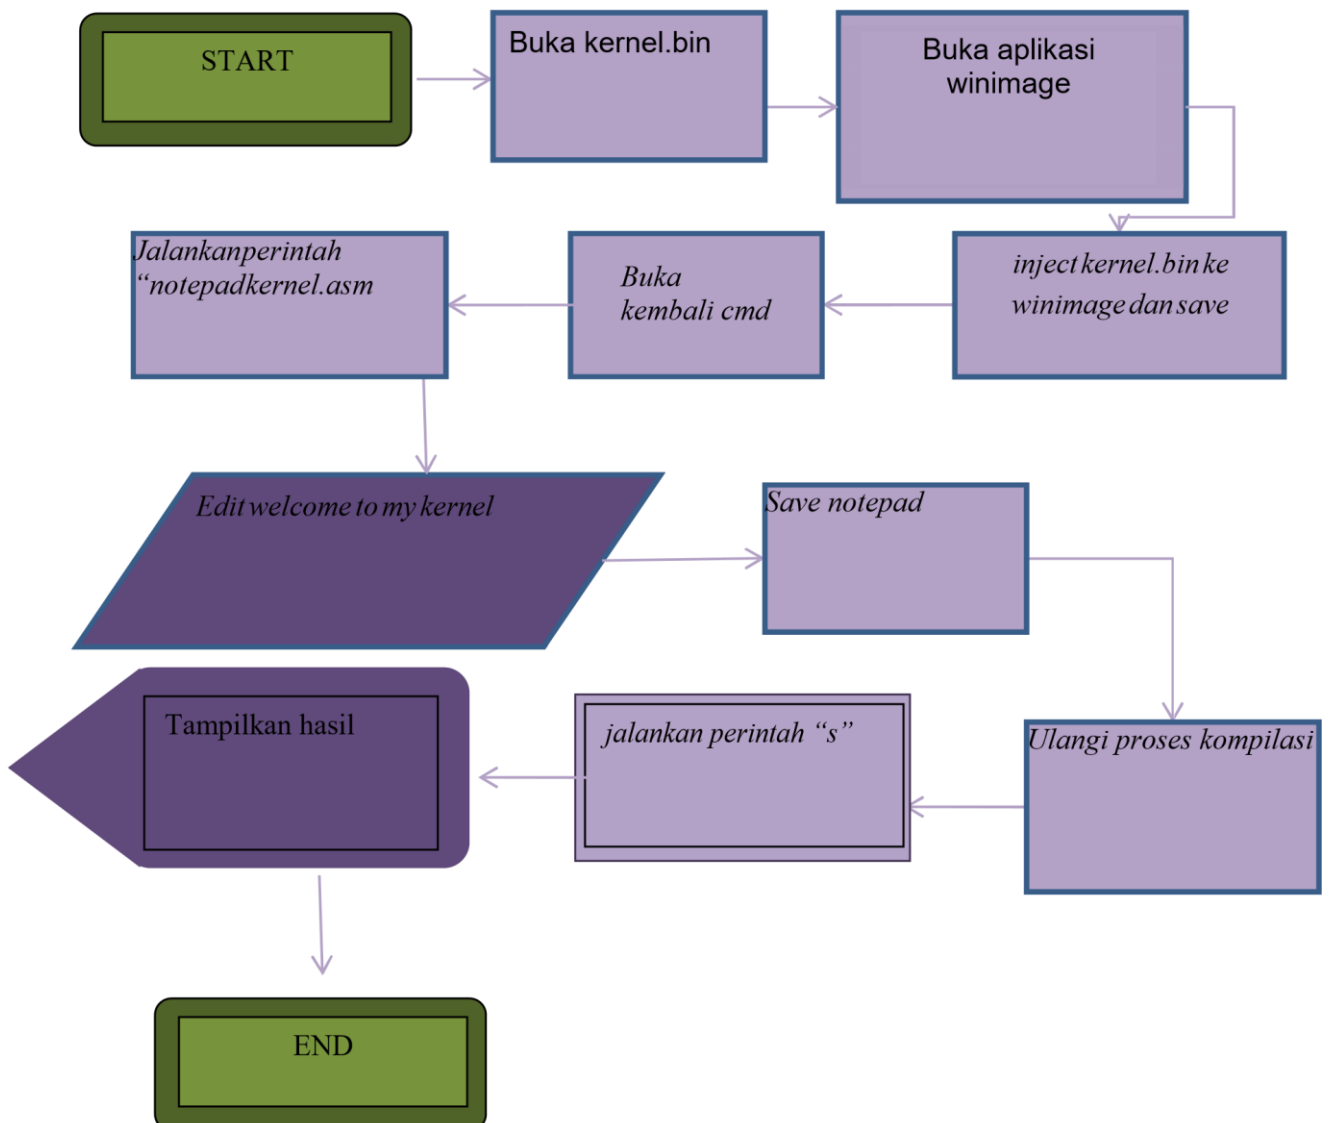 START
Buka kernel.bin
Buka aplikasi
winimage
inject kernel.bin ke
winimage dan save
Buka
kembali cmd
Jalankanperintah
“notepadkernel.asm
Edit welcome to my kernel
Save notepad
Ulangi proses kompilasi
jalankan perintah “s”
Tampilkan hasil
END